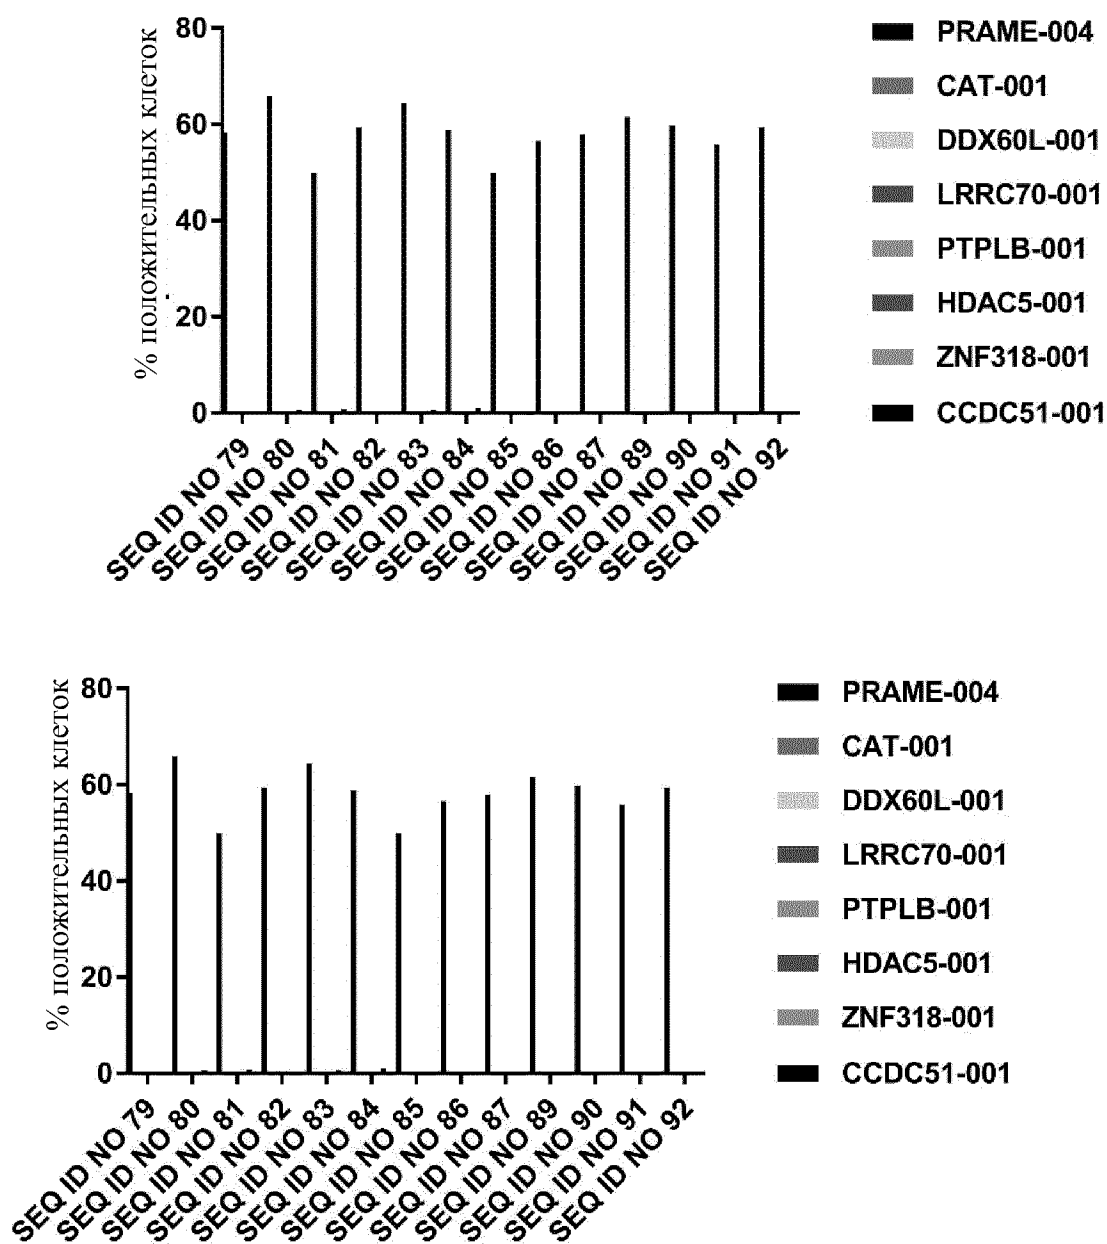 % положительных клеток
80
60
40
20
0
SEQ ID NO 79
SEQ ID NO 80
SEQ ID NO 81
SEQ ID NO 82
SEQ ID NO 83
SEQ ID NO 84
SEQ ID NO 85
SEQ ID NO 86
SEQ ID NO 87
SEQ ID NO 89
SEQ ID NO 90
SEQ ID NO 91
SEQ ID NO 92
PRAME-004
CAT-001
DDX60L-001
LRRC70-001
PTPLB-001
HDAC5-001
ZNF318-001
CCDC51-001
% положительных клеток
80
60
40
20
0
SEQ ID NO 79
SEQ ID NO 80
SEQ ID NO 81
SEQ ID NO 82
SEQ ID NO 83
SEQ ID NO 84
SEQ ID NO 85
SEQ ID NO 86
SEQ ID NO 87
SEQ ID NO 89
SEQ ID NO 90
SEQ ID NO 91
SEQ ID NO 92
PRAME-004
CAT-001
DDX60L-001
LRRC70-001
PTPLB-001
HDAC5-001
ZNF318-001
CCDC51-001